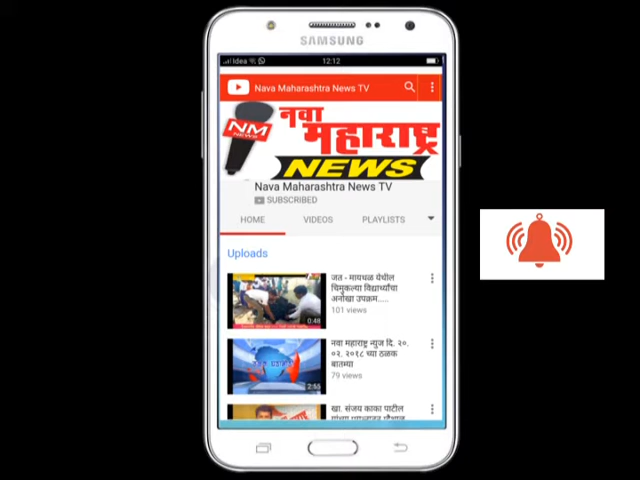 SAMSUNG
Idea
12:12
Nava Maharashtra News TV
NM
NEWS
नवा
महाराष्ट्र
NEWS
Nava Maharashtra News TV
SUBSCRIBED
HOME VIDEOS PLAYLISTS
Uploads
जत - मायथळ येथील
चिमुकल्या विद्यार्थ्यांचा
अनोखा उपक्रम.....
101 views
0:48
नवा महाराष्ट्र न्युज दि. २०.
०२. २०१८ च्या ठळक
बातम्या
79 views
2:55
खा. संजय काका पाटील